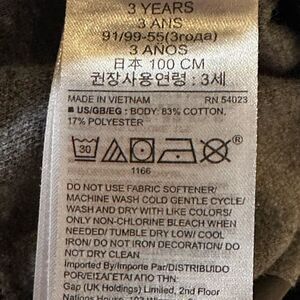 3 YEARS
3 ANS
91/99-55(3года)
3 AÑOS
日本 100 CM
권장사용연령 : 3세
MADE IN VIETNAM RN 54023
■ US/GB/EG : BODY: 83% COTTON,
17% POLYESTER
30
1166
DO NOT USE FABRIC SOFTENER/
MACHINE WASH COLD GENTLE CYCLE/
WASH AND DRY WITH LIKE COLORS/
ONLY NON-CHLORINE BLEACH WHEN
NEEDED/ TUMBLE DRY LOW/ COOL
IRON/ DO NOT IRON DECORATION/ DO
NOT DRY CLEAN
Imported By/Importe Par/DISTRIBUIDO
POR/ΕΙΣΑΓΕΤΑΙ ΑΠΟ ΤΗΝ:
Gap (UK Holdings) Limited, 2nd Floor
Nations House, 103